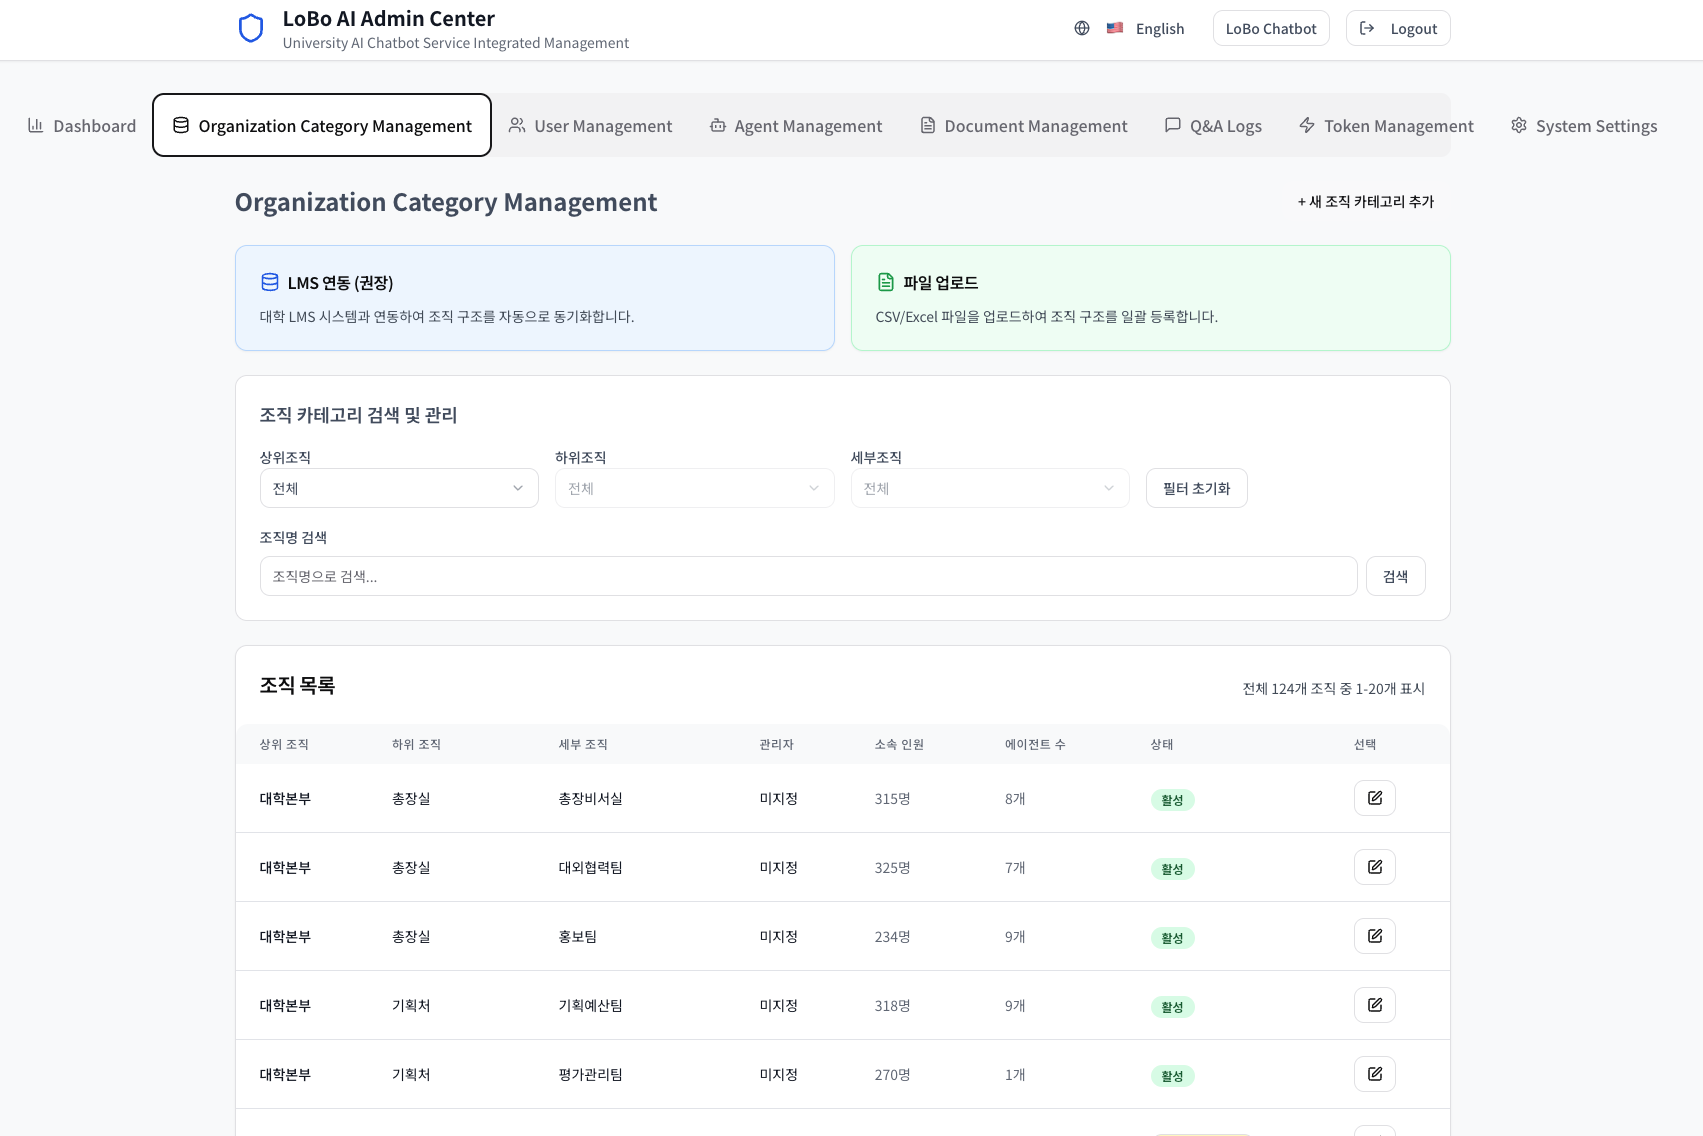 LoBo AI Admin Center
University AI Chatbot Service Integrated Management
English
LoBo Chatbot
Logout
Dashboard
Organization Category Management
User Management
Agent Management
Document Management
Q&A Logs
Token Management
System Settings
Organization Category Management
+ 새 조직 카테고리 추가
LMS 연동 (권장)
대학 LMS 시스템과 연동하여 조직 구조를 자동으로 동기화합니다.
파일 업로드
CSV/Excel 파일을 업로드하여 조직 구조를 일괄 등록합니다.
조직 카테고리 검색 및 관리
상위조직 하위조직 세부조직
전체 전체 전체 필터 초기화
조직명 검색
조직명으로 검색...
검색
조직 목록
전체 124개 조직 중 1-20개 표시
상위 조직 하위 조직 세부 조직 관리자 소속 인원 에이전트 수 상태 선택
대학본부 총장실 총장비서실 미지정 315명 8개 활성
대학본부 총장실 대외협력팀 미지정 325명 7개 활성
대학본부 총장실 홍보팀 미지정 234명 9개 활성
대학본부 기획처 기획예산팀 미지정 318명 9개 활성
대학본부 기획처 평가관리팀 미지정 270명 1개 활성